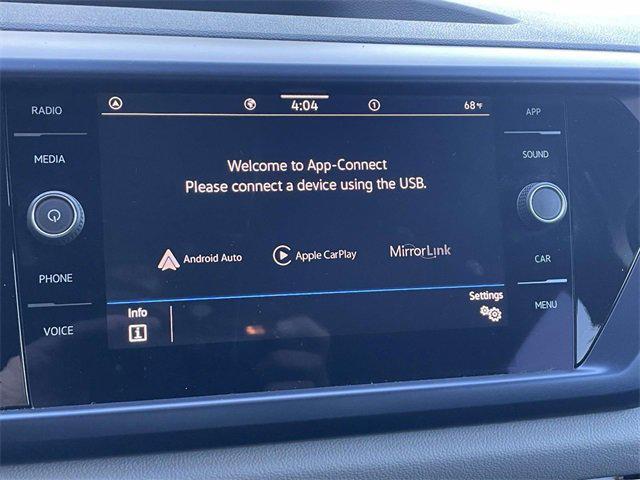 RADIO
MEDIA
PHONE
VOICE
4:04
1
68°F
Welcome to App-Connect
Please connect a device using the USB.
Android Auto
Apple CarPlay
MirrorLink
Info
i
Settings
APP
SOUND
CAR
MENU